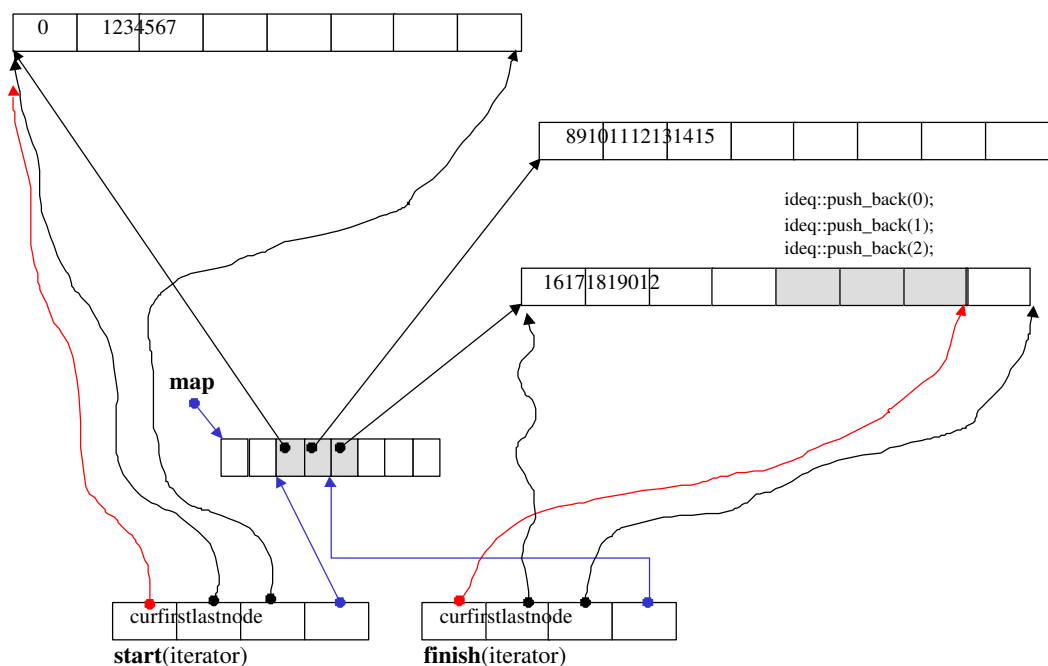 0 1234567
89101112131415
ideq::push_back(0);
ideq::push_back(1);
ideq::push_back(2);
16171819012
map
curfirstlastnode
start(iterator)
curfirstlastnode
finish(iterator)